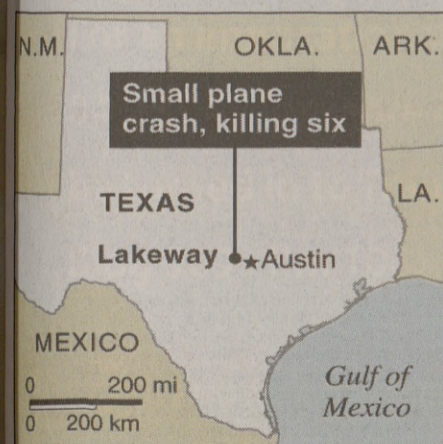 N.M.
OKLA.
ARK.
Small plane
crash, killing six
TEXAS
LA.
Lakeway
Austin
MEXICO
0 200 mi
0 200 km
Gulf of
Mexico